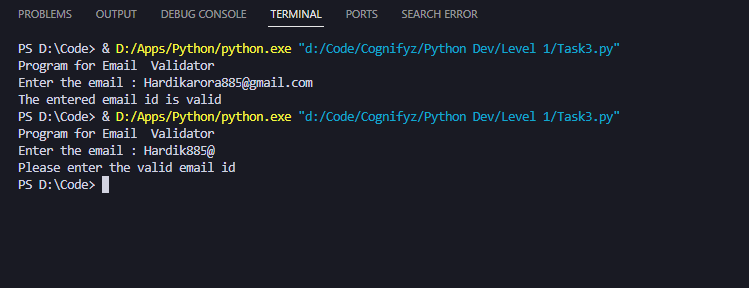 PROBLEMS OUTPUT DEBUG CONSOLE TERMINAL PORTS SEARCH ERROR
PS D:\Code> & D:/Apps/Python/python.exe "d:/Code/Cognifyz/Python Dev/Level 1/Task3.py"
Program for Email  Validator
Enter the email : Hardikarora885@gmail.com
The entered email id is valid
PS D:\Code> & D:/Apps/Python/python.exe "d:/Code/Cognifyz/Python Dev/Level 1/Task3.py"
Program for Email  Validator
Enter the email : Hardik885@
Please enter the valid email id
PS D:\Code>